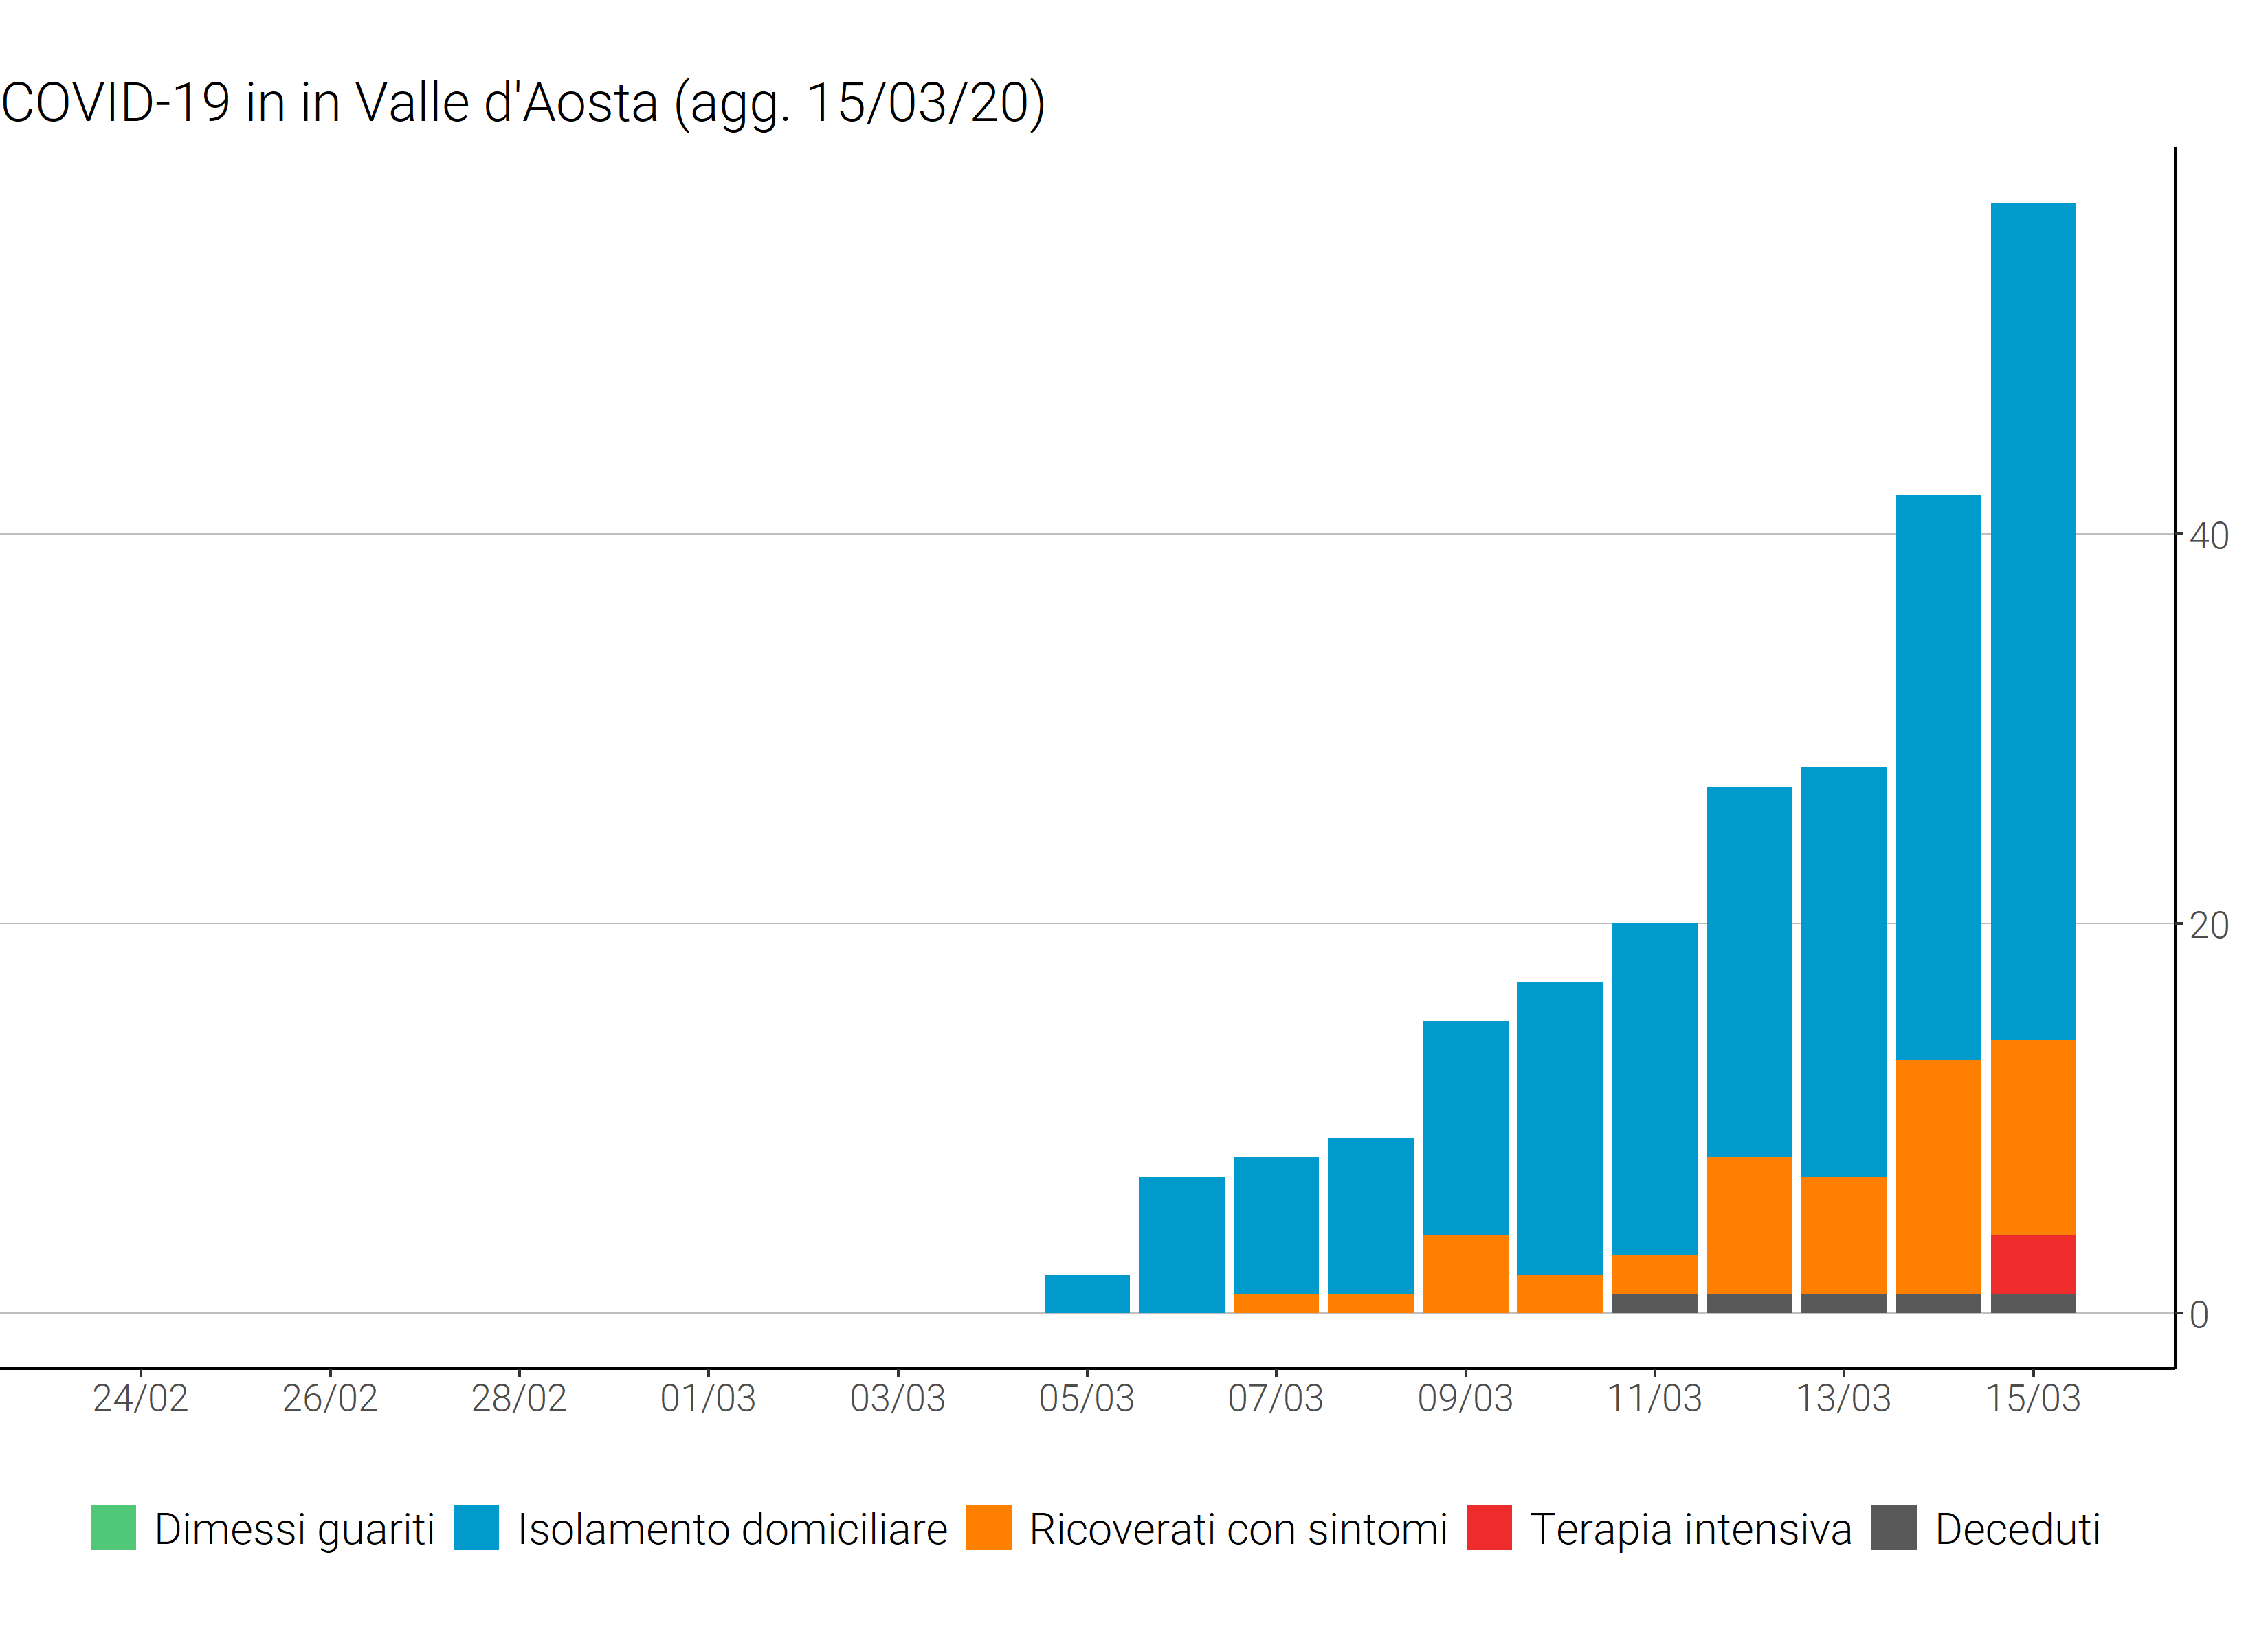 COVID-19 in in Valle d'Aosta (agg. 15/03/20)
40
20
0
24/02 26/02 28/02 01/03 03/03 05/03 07/03 09/03 11/03 13/03 15/03
Dimessi guariti Isolamento domiciliare Ricoverati con sintomi Terapia intensiva Deceduti